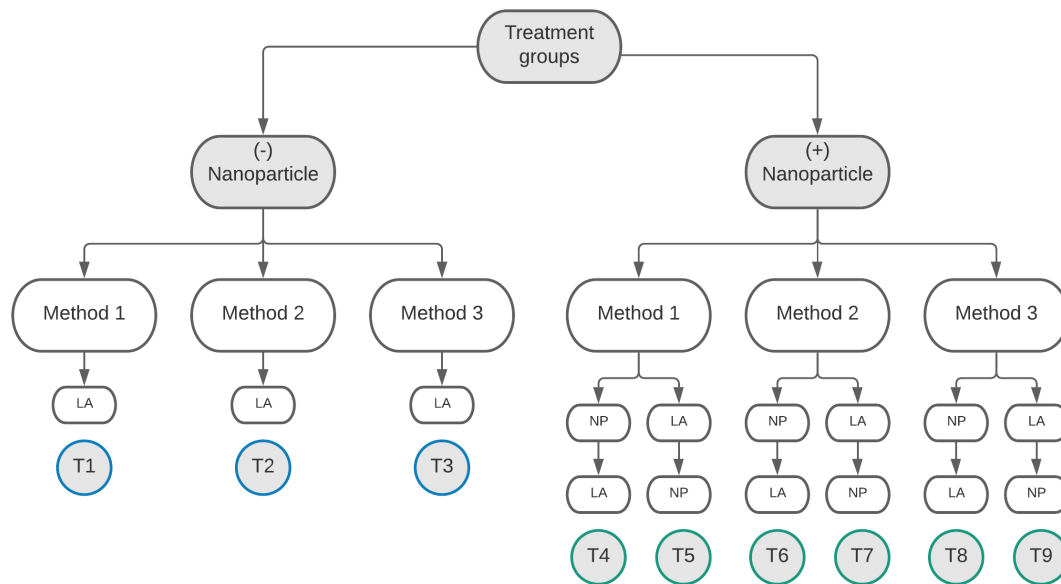 Treatment
groups
(-)
Nanoparticle
(+)
Nanoparticle
Method 1
Method 2
Method 3
Method 1
Method 2
Method 3
LA
LA
LA
NP
LA
NP
LA
NP
LA
T1
T2
T3
LA
NP
LA
NP
LA
NP
T4
T5
T6
T7
T8
T9